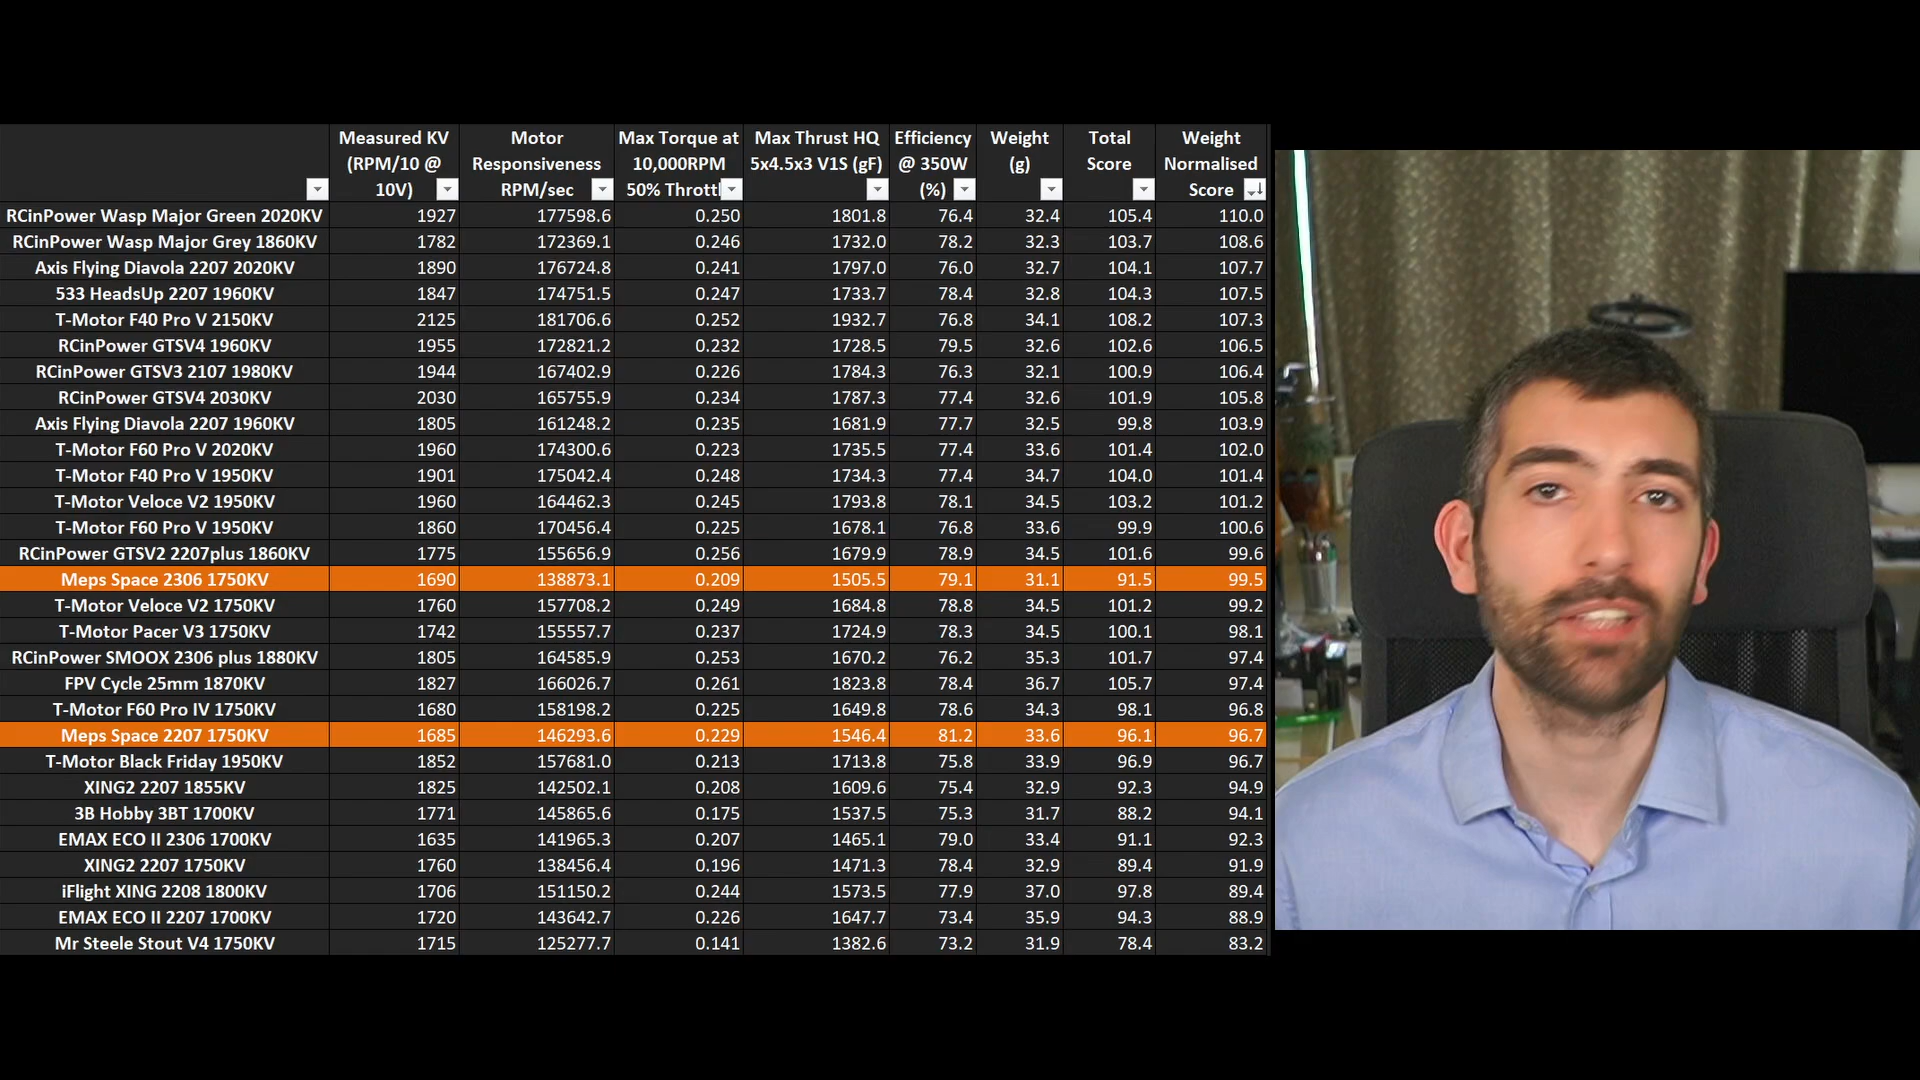 Measured KV (RPM/10 @ 10V) Motor Responsiveness RPM/sec Max Torque at 10,000RPM 50% Throttl Max Thrust HQ 5x4.5x3 V1S (gF) Efficiency @ 350W (%) Weight (g) Total Score Weight Normalised Score
RCinPower Wasp Major Green 2020KV 1927 177598.6 0.250 1801.8 76.4 32.4 105.4 110.0
RCinPower Wasp Major Grey 1860KV 1782 172369.1 0.246 1732.0 78.2 32.3 103.7 108.6
Axis Flying Diavola 2207 2020KV 1890 176724.8 0.241 1797.0 76.0 32.7 104.1 107.7
533 HeadsUp 2207 1960KV 1847 174751.5 0.247 1733.7 78.4 32.8 104.3 107.5
T-Motor F40 Pro V 2150KV 2125 181706.6 0.252 1932.7 76.8 34.1 108.2 107.3
RCinPower GTSV4 1960KV 1955 172821.2 0.232 1728.5 79.5 32.6 102.6 106.5
RCinPower GTSV3 2107 1980KV 1944 167402.9 0.226 1784.3 76.3 32.1 100.9 106.4
RCinPower GTSV4 2030KV 2030 165755.9 0.234 1787.3 77.4 32.6 101.9 105.8
Axis Flying Diavola 2207 1960KV 1805 161248.2 0.235 1681.9 77.7 32.5 99.8 103.9
T-Motor F60 Pro V 2020KV 1960 174300.6 0.223 1735.5 77.4 33.6 101.4 102.0
T-Motor F40 Pro V 1950KV 1901 175042.4 0.248 1734.3 77.4 34.7 104.0 101.4
T-Motor Veloce V2 1950KV 1960 164462.3 0.245 1793.8 78.1 34.5 103.2 101.2
T-Motor F60 Pro V 1950KV 1860 170456.4 0.225 1678.1 76.8 33.6 99.9 100.6
RCinPower GTSV2 2207plus 1860KV 1775 155656.9 0.256 1679.9 78.9 34.5 101.6 99.6
Meps Space 2306 1750KV 1690 138873.1 0.209 1505.5 79.1 31.1 91.5 99.5
T-Motor Veloce V2 1750KV 1760 157708.2 0.249 1684.8 78.8 34.5 101.2 99.2
T-Motor Pacer V3 1750KV 1742 155557.7 0.237 1724.9 78.3 34.5 100.1 98.1
RCinPower SMOOX 2306 plus 1880KV 1805 164585.9 0.253 1670.2 76.2 35.3 101.7 97.4
FPV Cycle 25mm 1870KV 1827 166026.7 0.261 1823.8 78.4 36.7 105.7 97.4
T-Motor F60 Pro IV 1750KV 1680 158198.2 0.225 1649.8 78.6 34.3 98.1 96.8
Meps Space 2207 1750KV 1685 146293.6 0.229 1546.4 81.2 33.6 96.1 96.7
T-Motor Black Friday 1950KV 1852 157681.0 0.213 1713.8 75.8 33.9 96.9 96.7
XING2 2207 1855KV 1825 142502.1 0.208 1609.6 75.4 32.9 92.3 94.9
3B Hobby 3BT 1700KV 1771 145865.6 0.175 1537.5 75.3 31.7 88.2 94.1
EMAX ECO II 2306 1700KV 1635 141965.3 0.207 1465.1 79.0 33.4 91.1 92.3
XING2 2207 1750KV 1760 138456.4 0.196 1471.3 78.4 32.9 89.4 91.9
iFlight XING 2208 1800KV 1706 151150.2 0.244 1573.5 77.9 37.0 97.8 89.4
EMAX ECO II 2207 1700KV 1720 143642.7 0.226 1647.7 73.4 35.9 94.3 88.9
Mr Steele Stout V4 1750KV 1715 125277.7 0.141 1382.6 73.2 31.9 78.4 83.2